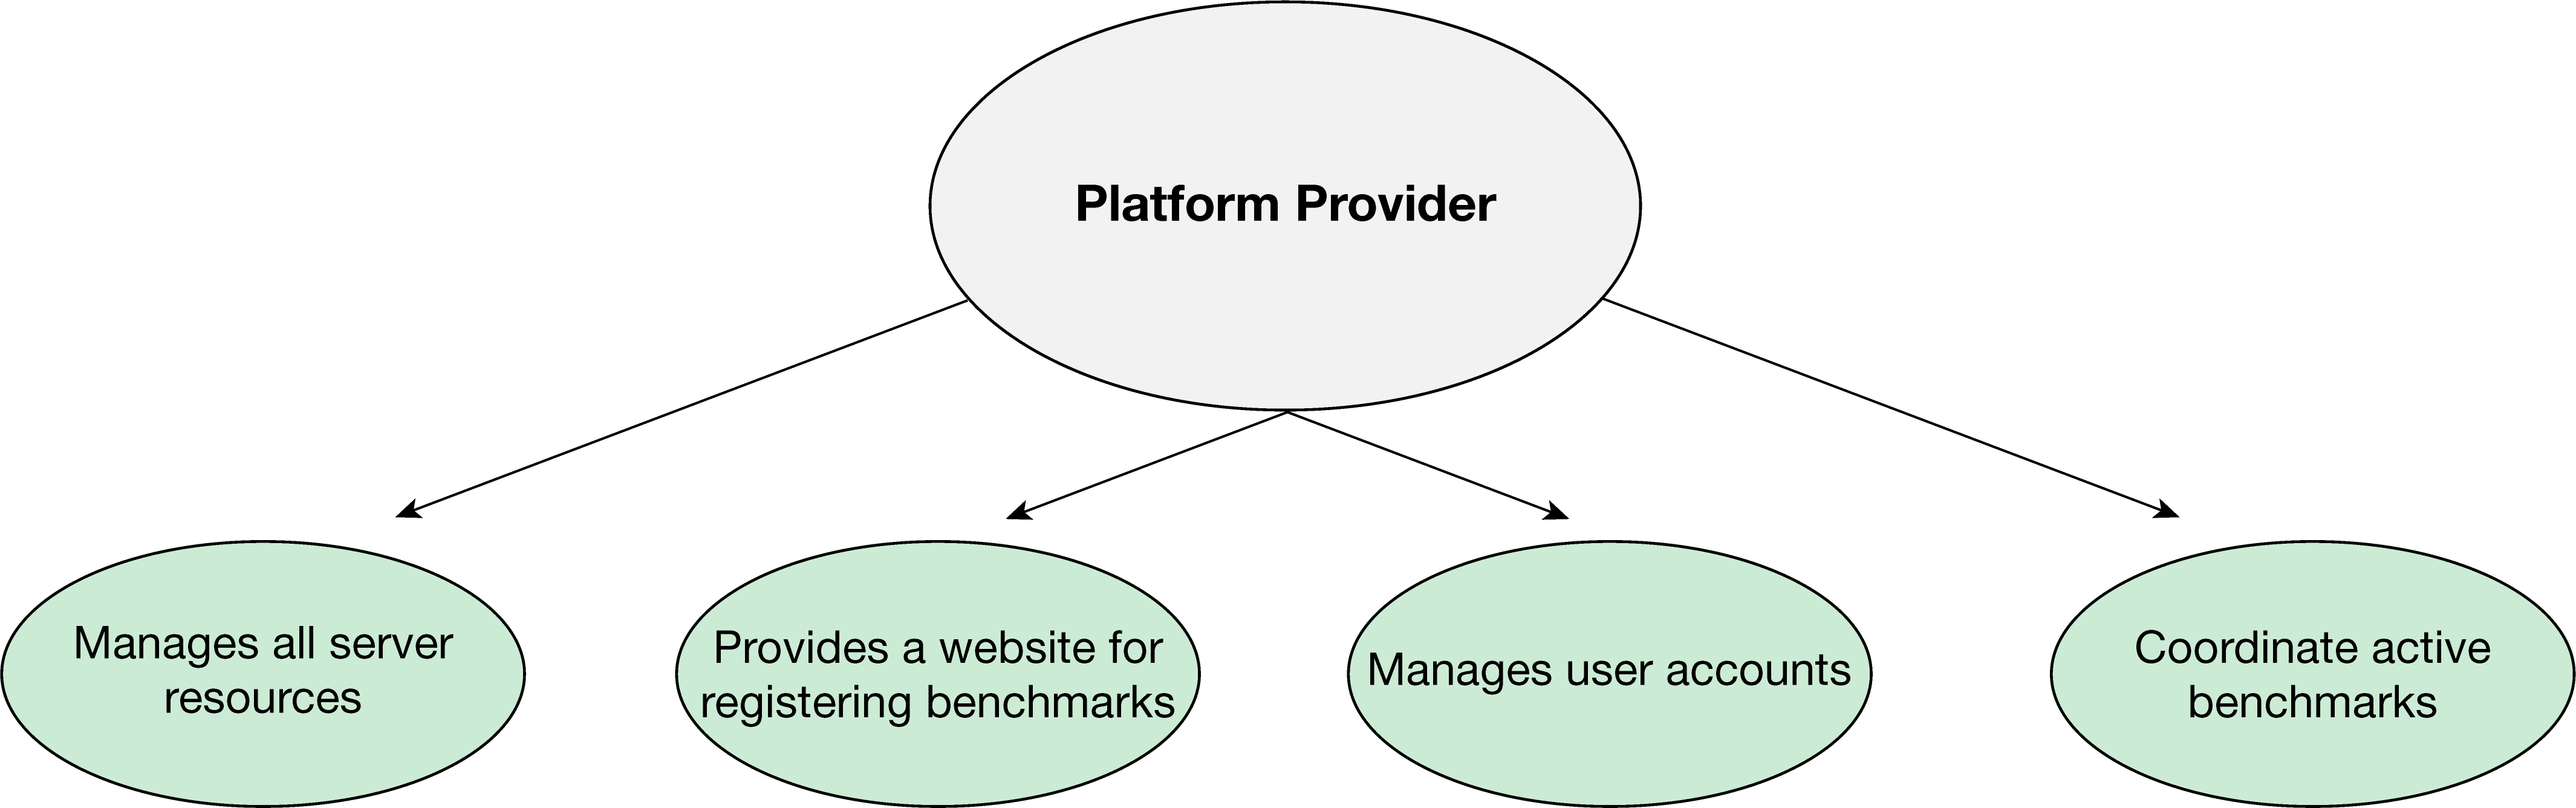 Platform Provider
Manages all server
resources
Provides a website for
registering benchmarks
Manages user accounts
Coordinate active
benchmarks